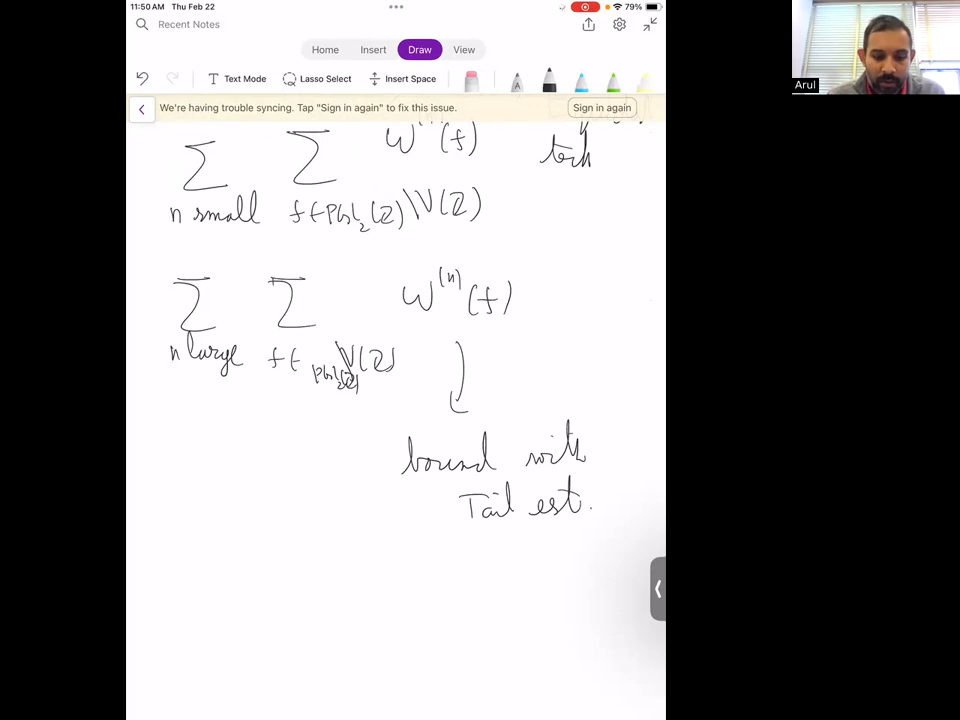 11:50 AM Thu Feb 22
79%
Recent Notes
Home Insert Draw View
Text Mode Lasso Select Insert Space
We're having trouble syncing. Tap "Sign in again" to fix this issue. Sign in again
Arul
Σ Σ w^(n)(f) tech
n small f ∈ PGL₂(Z)\V(Z)
Σ Σ w^(n)(f)
n large f ∈ PGL₂(Z)\V(Z)
bound with
Tail est.